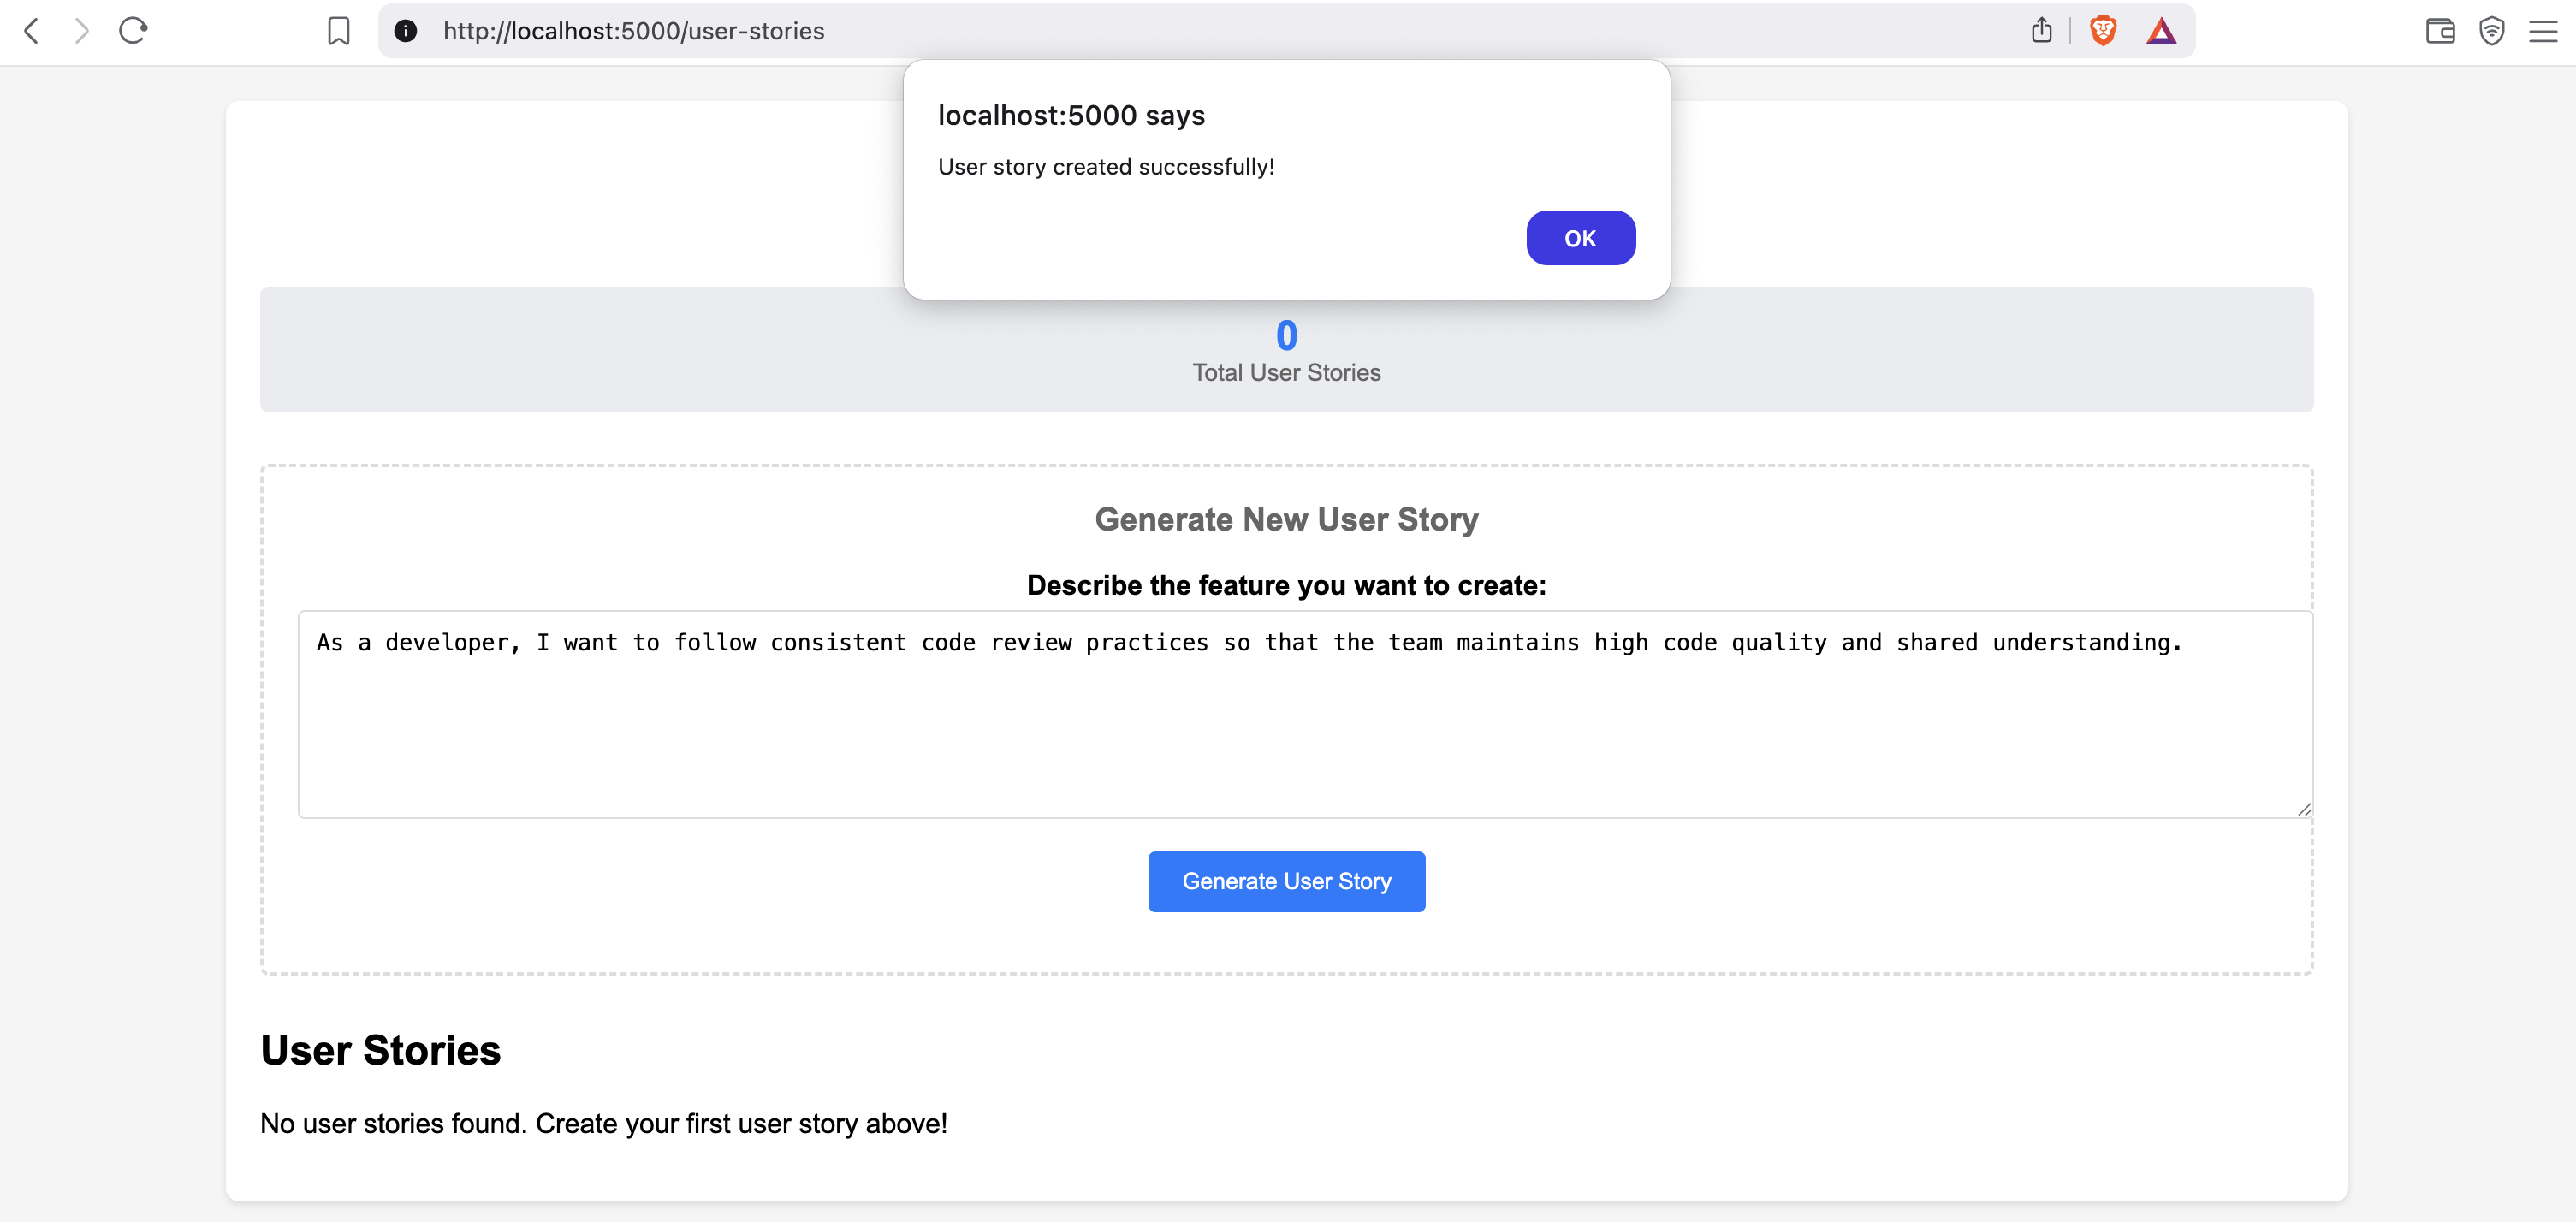 http://localhost:5000/user-stories
localhost:5000 says
User story created successfully!
OK
0
Total User Stories
Generate New User Story
Describe the feature you want to create:
As a developer, I want to follow consistent code review practices so that the team maintains high code quality and shared understanding.
Generate User Story
User Stories
No user stories found. Create your first user story above!